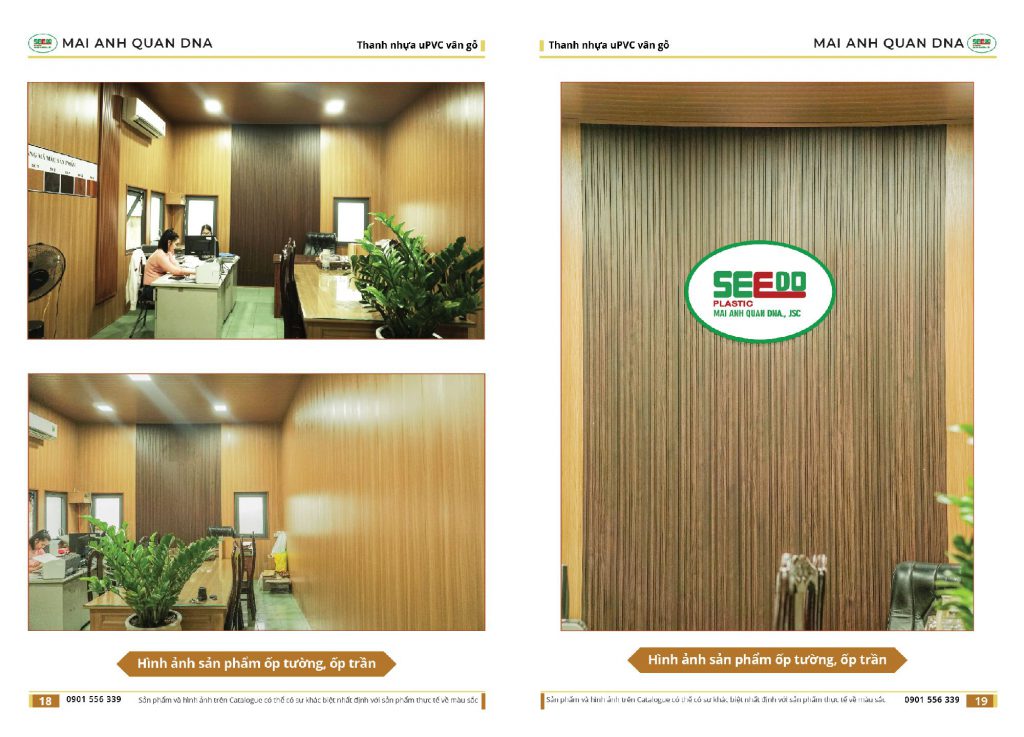 MAI ANH QUAN DNA
Thanh nhựa uPVC vân gỗ
Hình ảnh sản phẩm ốp tường, ốp trần
18 0901 556 339 Sản phẩm và hình ảnh trên Catalogue có thể có sự khác biệt nhất định với sản phẩm thực tế về màu sắc
Thanh nhựa uPVC vân gỗ
MAI ANH QUAN DNA
SEEDO
PLASTIC
MAI ANH QUAN DNA., JSC
Hình ảnh sản phẩm ốp tường, ốp trần
Sản phẩm và hình ảnh trên Catalogue có thể có sự khác biệt nhất định với sản phẩm thực tế về màu sắc 0901 556 339 19